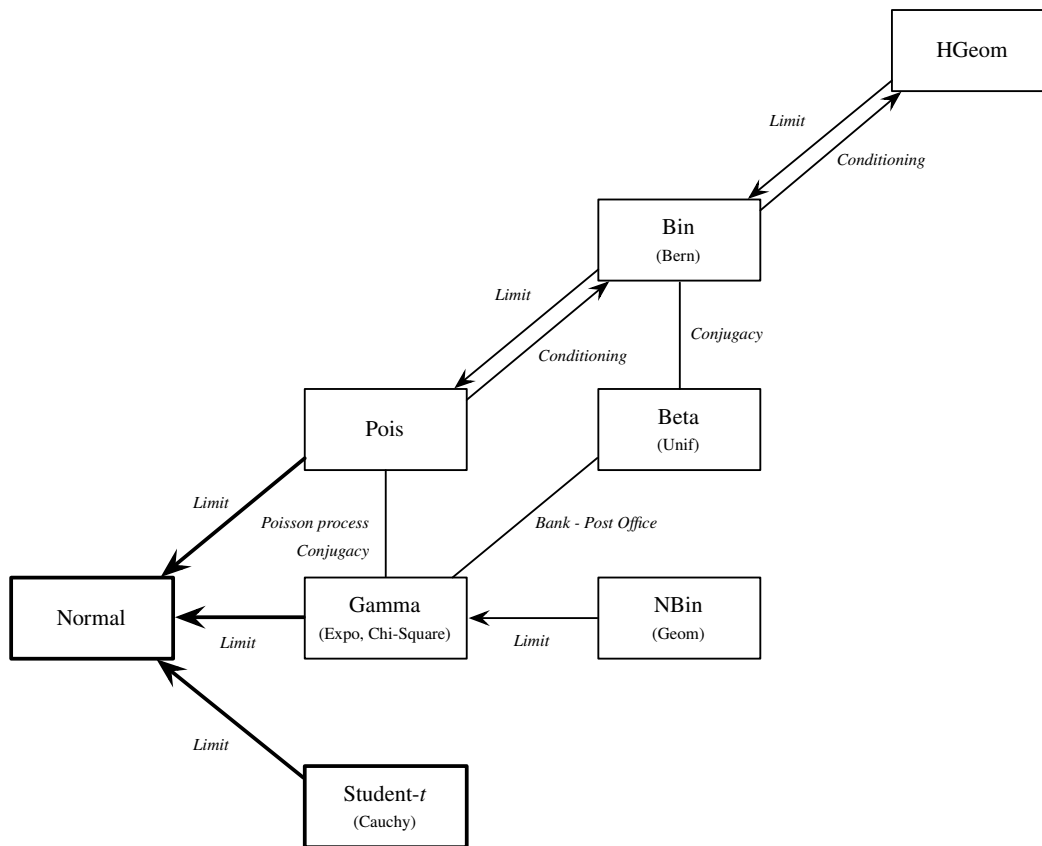 HGeom
Limit
Conditioning
Bin
(Bern)
Limit
Conditioning
Conjugacy
Pois
Beta
(Unif)
Limit
Poisson process
Conjugacy
Bank - Post Office
Normal
Limit
Gamma
(Expo, Chi-Square)
Limit
NBin
(Geom)
Limit
Student-t
(Cauchy)